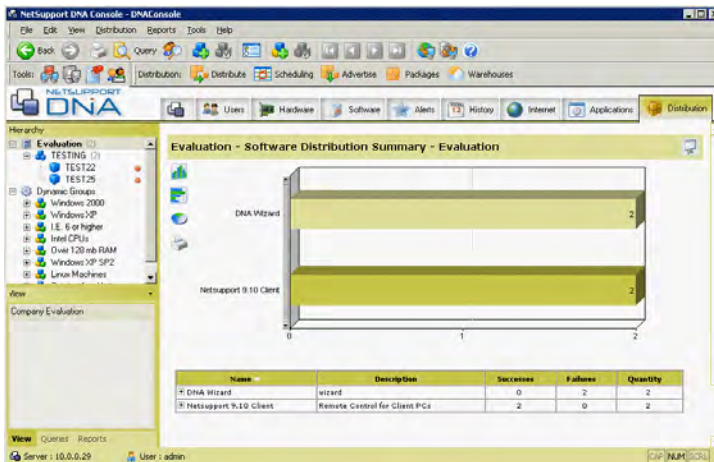 NetSupport DNA Console - DNAConsole
File Edit View Distribution Reports Tools Help
Back Query
Tools: Distribution: Distribute Scheduling Advertise Packages Warehouses
NETSUPPORT
DNA
Users Hardware Software Alerts History Internet Applications Distribution
Hierarchy
Evaluation (2)
TESTING (2)
TEST22
TEST25
Dynamic Groups
Windows 2000
Windows XP
I.E. 6 or higher
Intel CPUs
Over 128 mb RAM
Windows XP SP2
Linux Machines
View
Company Evaluation
View Queries Reports
Evaluation - Software Distribution Summary - Evaluation
DNA Wizard 2
Netsupport 9.10 Client 2
0 1 2
Name Description Successes Failures Quantity
DNA Wizard wizard 0 2 2
Netsupport 9.10 Client Remote Control for Client PCs 2 0 2
Server : 10.0.0.29 User : admin CAP NUM SCRL